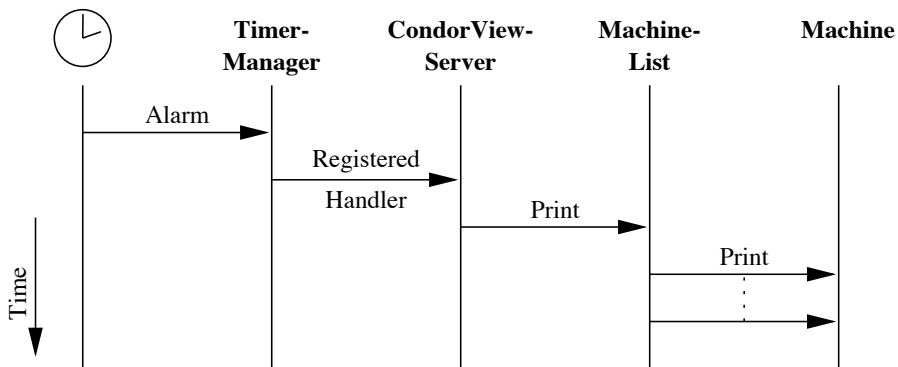 Timer-
Manager
CondorView-
Server
Machine-
List
Machine
Alarm
Registered
Handler
Print
Print
Time